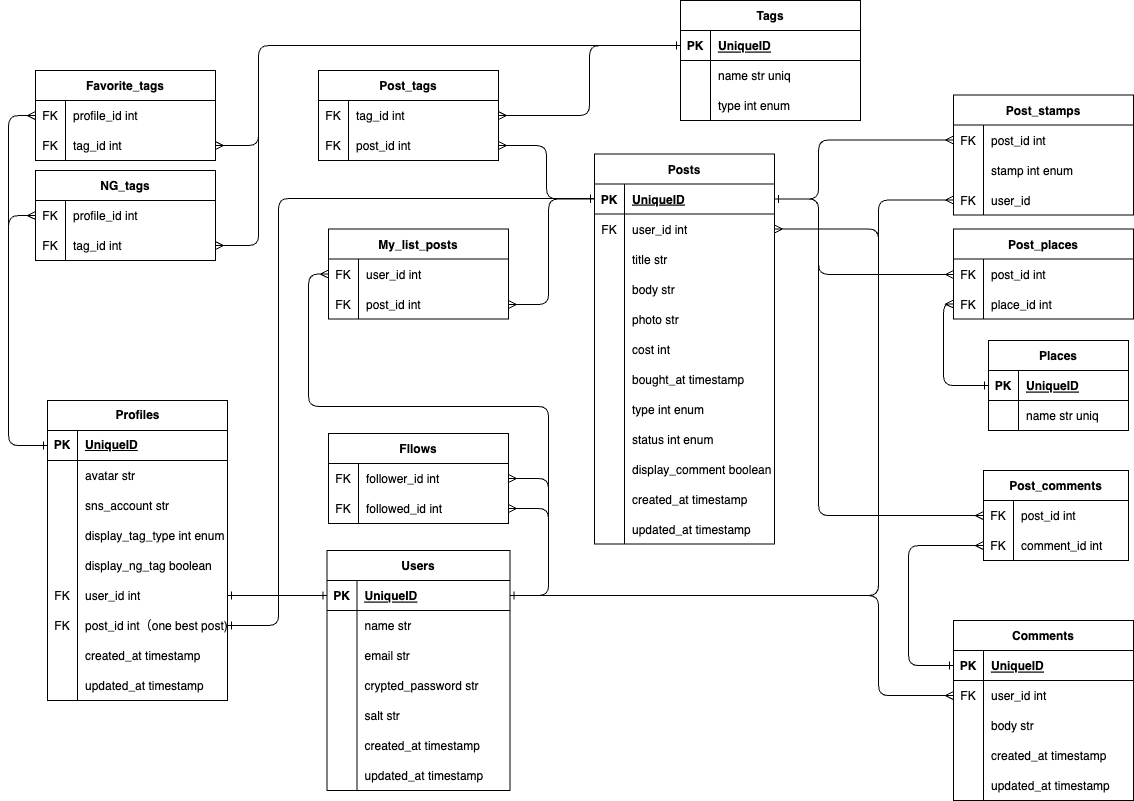 Tags
PK UniqueID
name str uniq
type int enum
Favorite_tags
FK profile_id int
FK tag_id int
Post_tags
FK tag_id int
FK post_id int
NG_tags
FK profile_id int
FK tag_id int
Posts
PK UniqueID
FK user_id int
title str
body str
photo str
cost int
bought_at timestamp
type int enum
status int enum
display_comment boolean
created_at timestamp
updated_at timestamp
Post_stamps
FK post_id int
stamp int enum
FK user_id
My_list_posts
FK user_id int
FK post_id int
Post_places
FK post_id int
FK place_id int
Places
PK UniqueID
name str uniq
Profiles
PK UniqueID
avatar str
sns_account str
display_tag_type int enum
display_ng_tag boolean
FK user_id int
FK post_id int（one best post)
created_at timestamp
updated_at timestamp
Fllows
FK follower_id int
FK followed_id int
Users
PK UniqueID
name str
email str
crypted_password str
salt str
created_at timestamp
updated_at timestamp
Post_comments
FK post_id int
FK comment_id int
Comments
PK UniqueID
FK user_id int
body str
created_at timestamp
updated_at timestamp